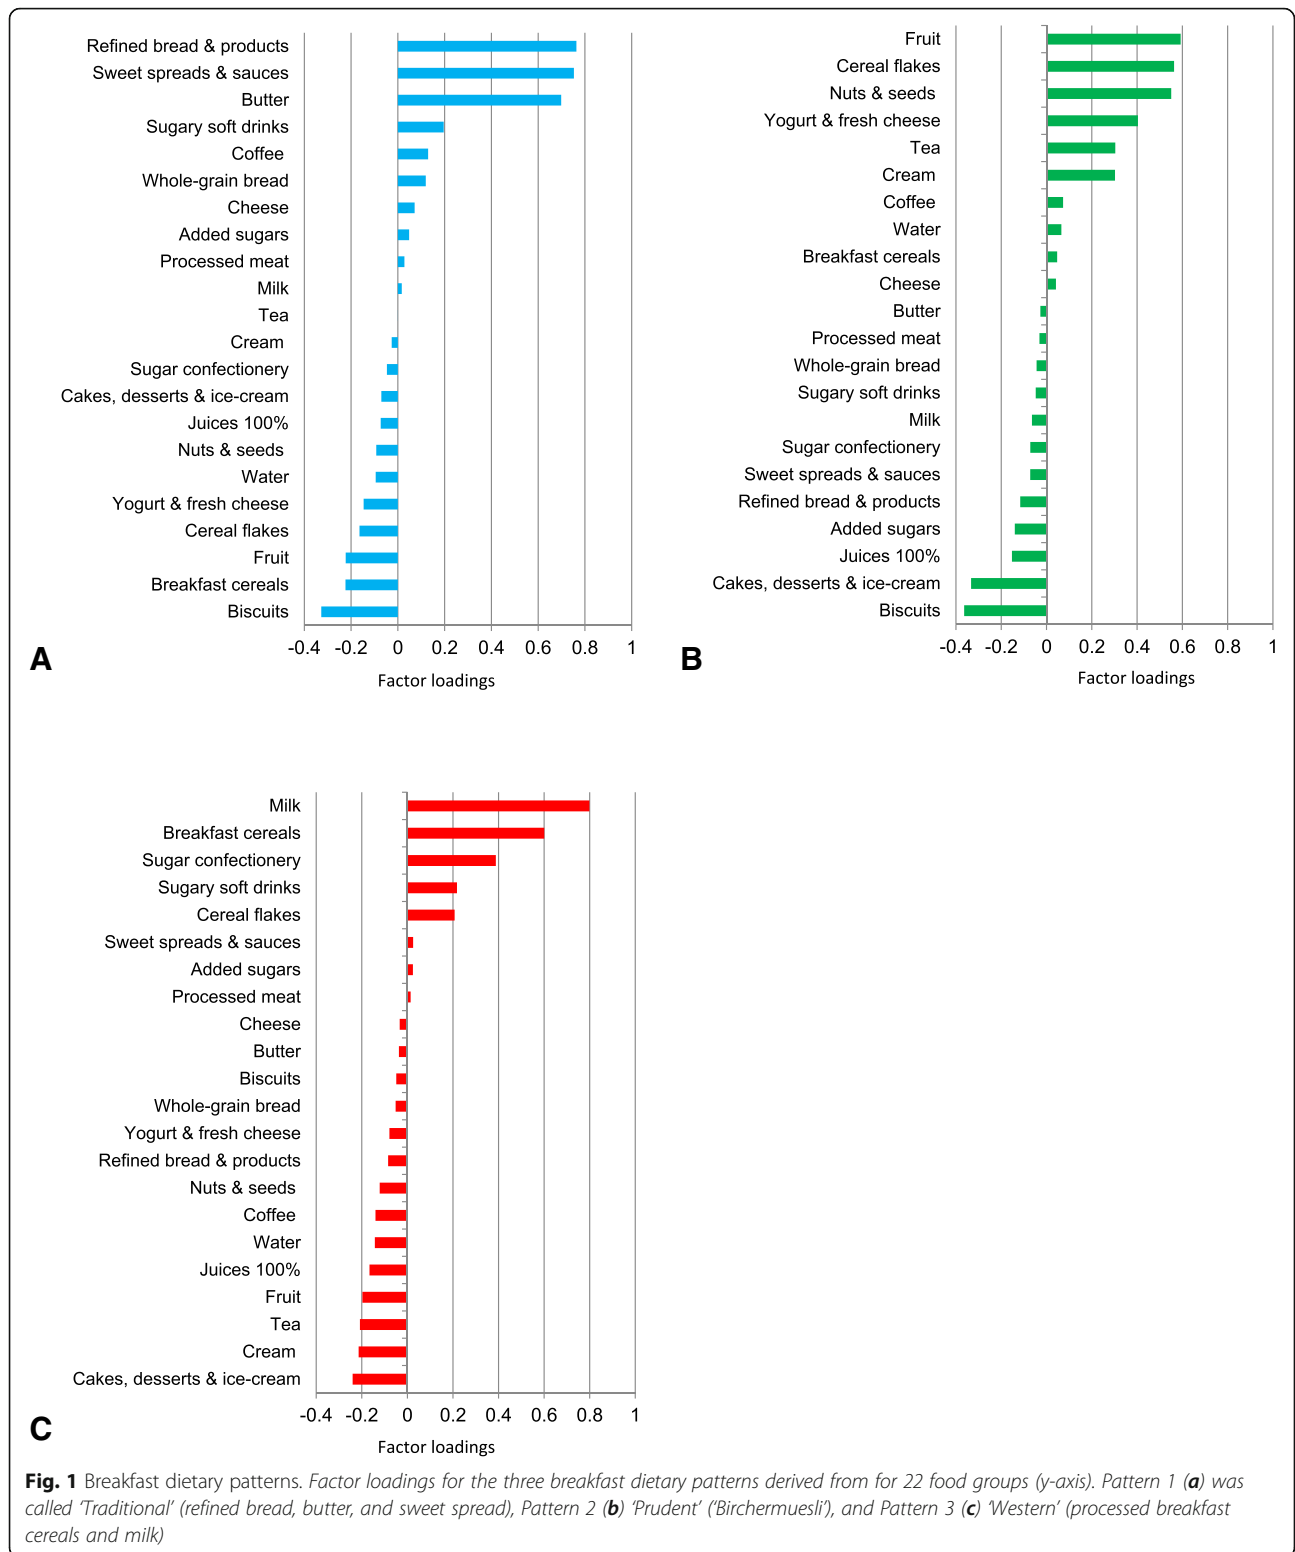 Refined bread & products
Sweet spreads & sauces
Butter
Sugary soft drinks
Coffee
Whole-grain bread
Cheese
Added sugars
Processed meat
Milk
Tea
Cream
Sugar confectionery
Cakes, desserts & ice-cream
Juices 100%
Nuts & seeds
Water
Yogurt & fresh cheese
Cereal flakes
Fruit
Breakfast cereals
Biscuits
-0.4 -0.2 0 0.2 0.4 0.6 0.8 1
A
Factor loadings
Fruit
Cereal flakes
Nuts & seeds
Yogurt & fresh cheese
Tea
Cream
Coffee
Water
Breakfast cereals
Cheese
Butter
Processed meat
Whole-grain bread
Sugary soft drinks
Milk
Sugar confectionery
Sweet spreads & sauces
Refined bread & products
Added sugars
Juices 100%
Cakes, desserts & ice-cream
Biscuits
-0.4 -0.2 0 0.2 0.4 0.6 0.8 1
B
Factor loadings
Milk
Breakfast cereals
Sugar confectionery
Sugary soft drinks
Cereal flakes
Sweet spreads & sauces
Added sugars
Processed meat
Cheese
Butter
Biscuits
Whole-grain bread
Yogurt & fresh cheese
Refined bread & products
Nuts & seeds
Coffee
Water
Juices 100%
Fruit
Tea
Cream
Cakes, desserts & ice-cream
-0.4 -0.2 0 0.2 0.4 0.6 0.8 1
C
Factor loadings
Fig. 1 Breakfast dietary patterns. Factor loadings for the three breakfast dietary patterns derived from for 22 food groups (y-axis). Pattern 1 (a) was
called ‘Traditional’ (refined bread, butter, and sweet spread), Pattern 2 (b) ‘Prudent’ (‘Birchermuesli’), and Pattern 3 (c) ‘Western’ (processed breakfast
cereals and milk)